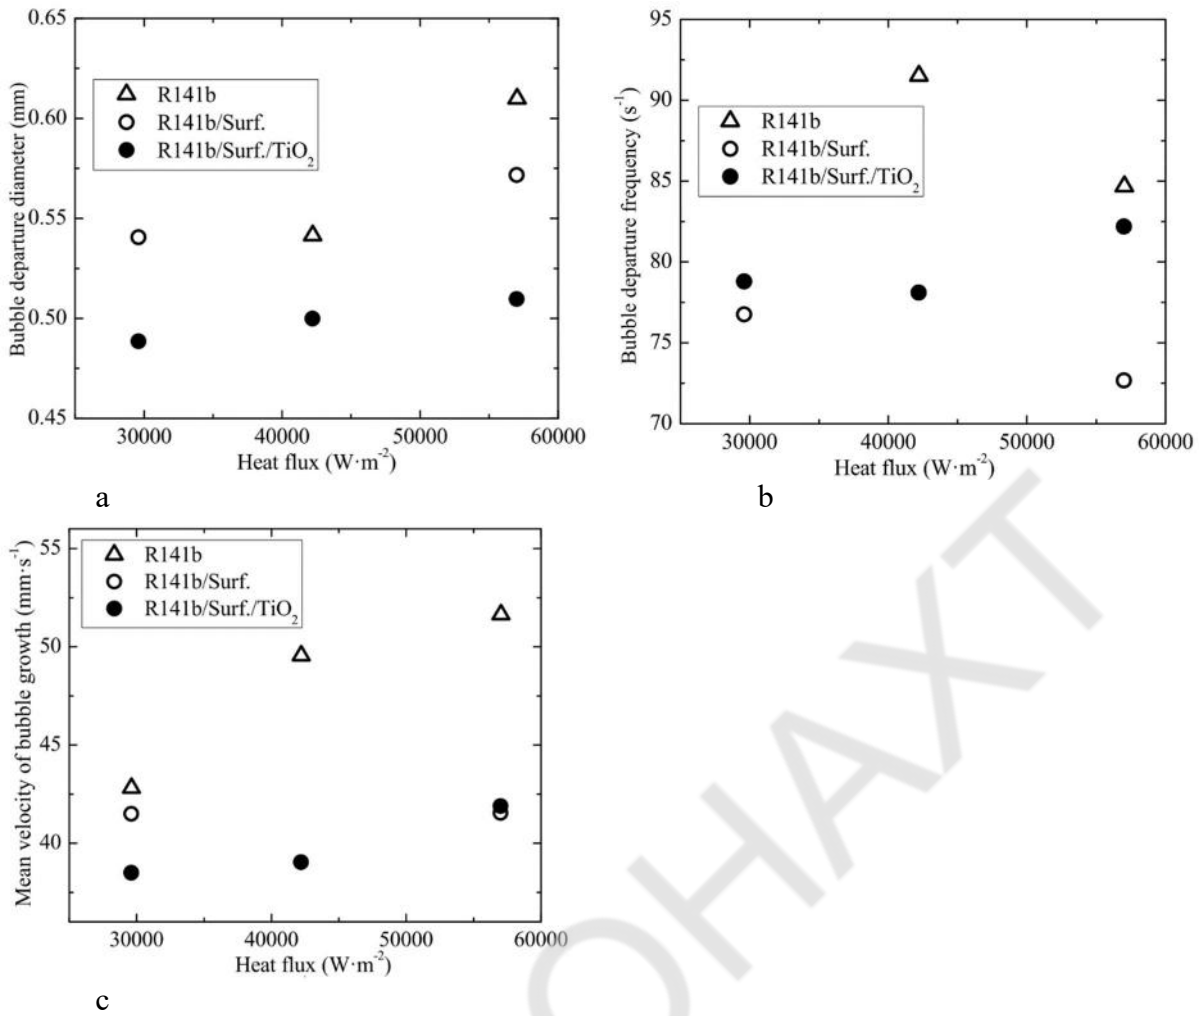 0.65
0.60
0.55
0.50
0.45
30000 40000 50000 60000
Bubble departure diameter (mm)
Heat flux (W·m⁻²)
R141b
R141b/Surf.
R141b/Surf./TiO₂
a
95
90
85
80
75
70
30000 40000 50000 60000
Bubble departure frequency (s⁻¹)
Heat flux (W·m⁻²)
R141b
R141b/Surf.
R141b/Surf./TiO₂
b
55
50
45
40
30000 40000 50000 60000
Mean velocity of bubble growth (mm·s⁻¹)
Heat flux (W·m⁻²)
R141b
R141b/Surf.
R141b/Surf./TiO₂
c
ОНАХТ